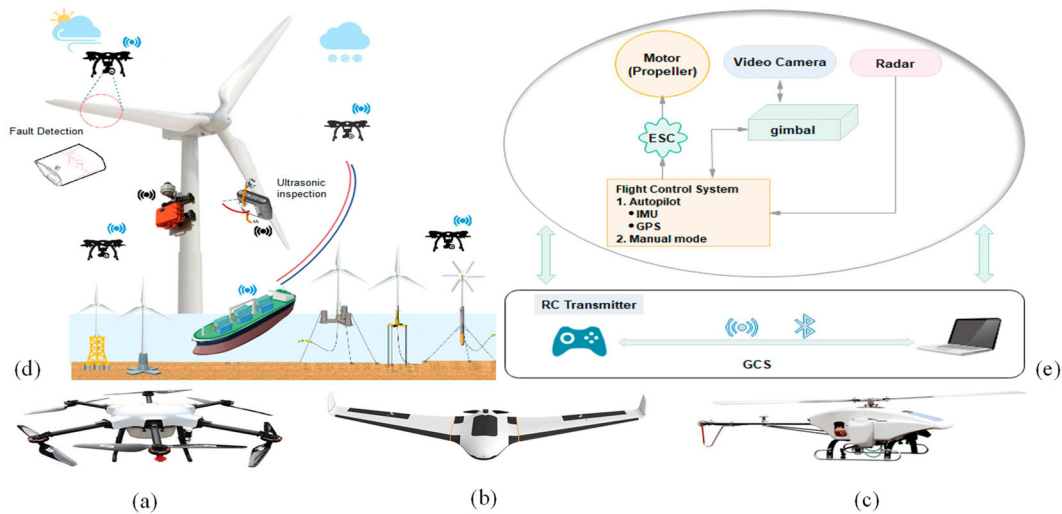 Fault Detection
Ultrasonic
inspection
(d)
Motor
(Propeller)
Video Camera
Radar
gimbal
ESC
Flight Control System
1. Autopilot
• IMU
• GPS
2. Manual mode
RC Transmitter
GCS
(e)
(a)
(b)
(c)